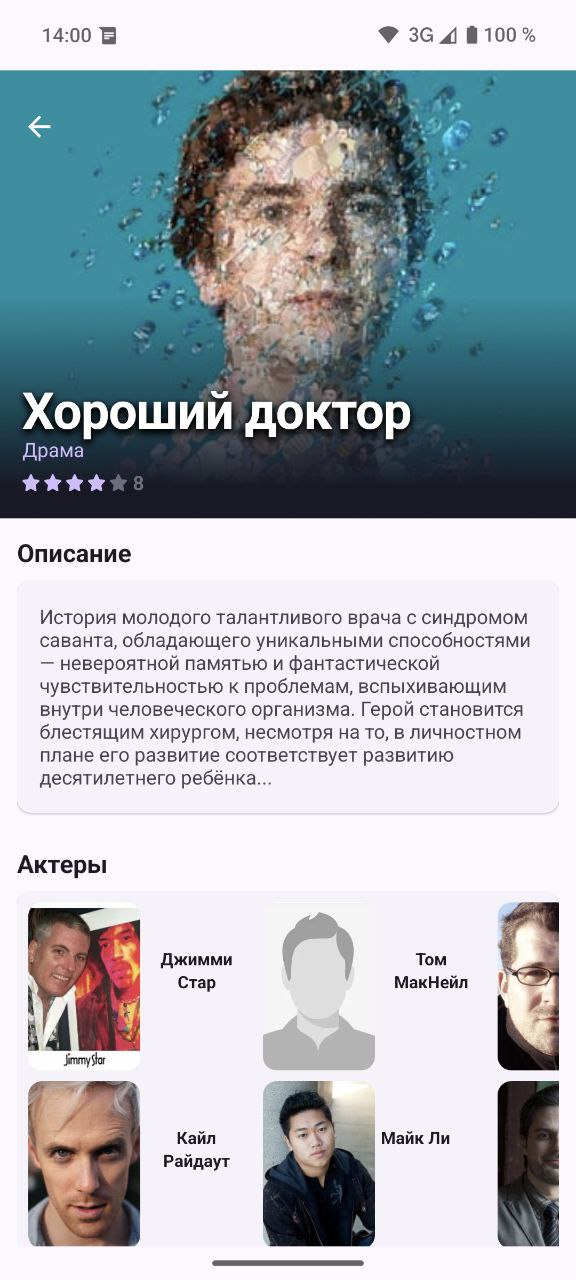 14:00
3G
100 %
Хороший доктор
Драма
8
Описание
История молодого талантливого врача с синдромом
саванта, обладающего уникальными способностями
— невероятной памятью и фантастической
чувствительностью к проблемам, вспыхивающим
внутри человеческого организма. Герой становится
блестящим хирургом, несмотря на то, в личностном
плане его развитие соответствует развитию
десятилетнего ребёнка...
Актеры
Джимми
Стар
Том
МакНейл
Jimmy Star
Кайл
Райдаут
Майк Ли